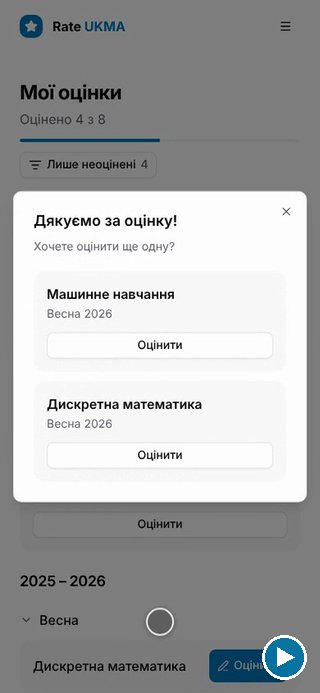 Rate UKMA
Мої оцінки
Оцінено 4 з 8
Лише неоцінені 4
Дякуємо за оцінку!
Хочете оцінити ще одну?
Машинне навчання
Весна 2026
Оцінити
Дискретна математика
Весна 2026
Оцінити
Оцінити
2025 – 2026
Весна
Дискретна математика